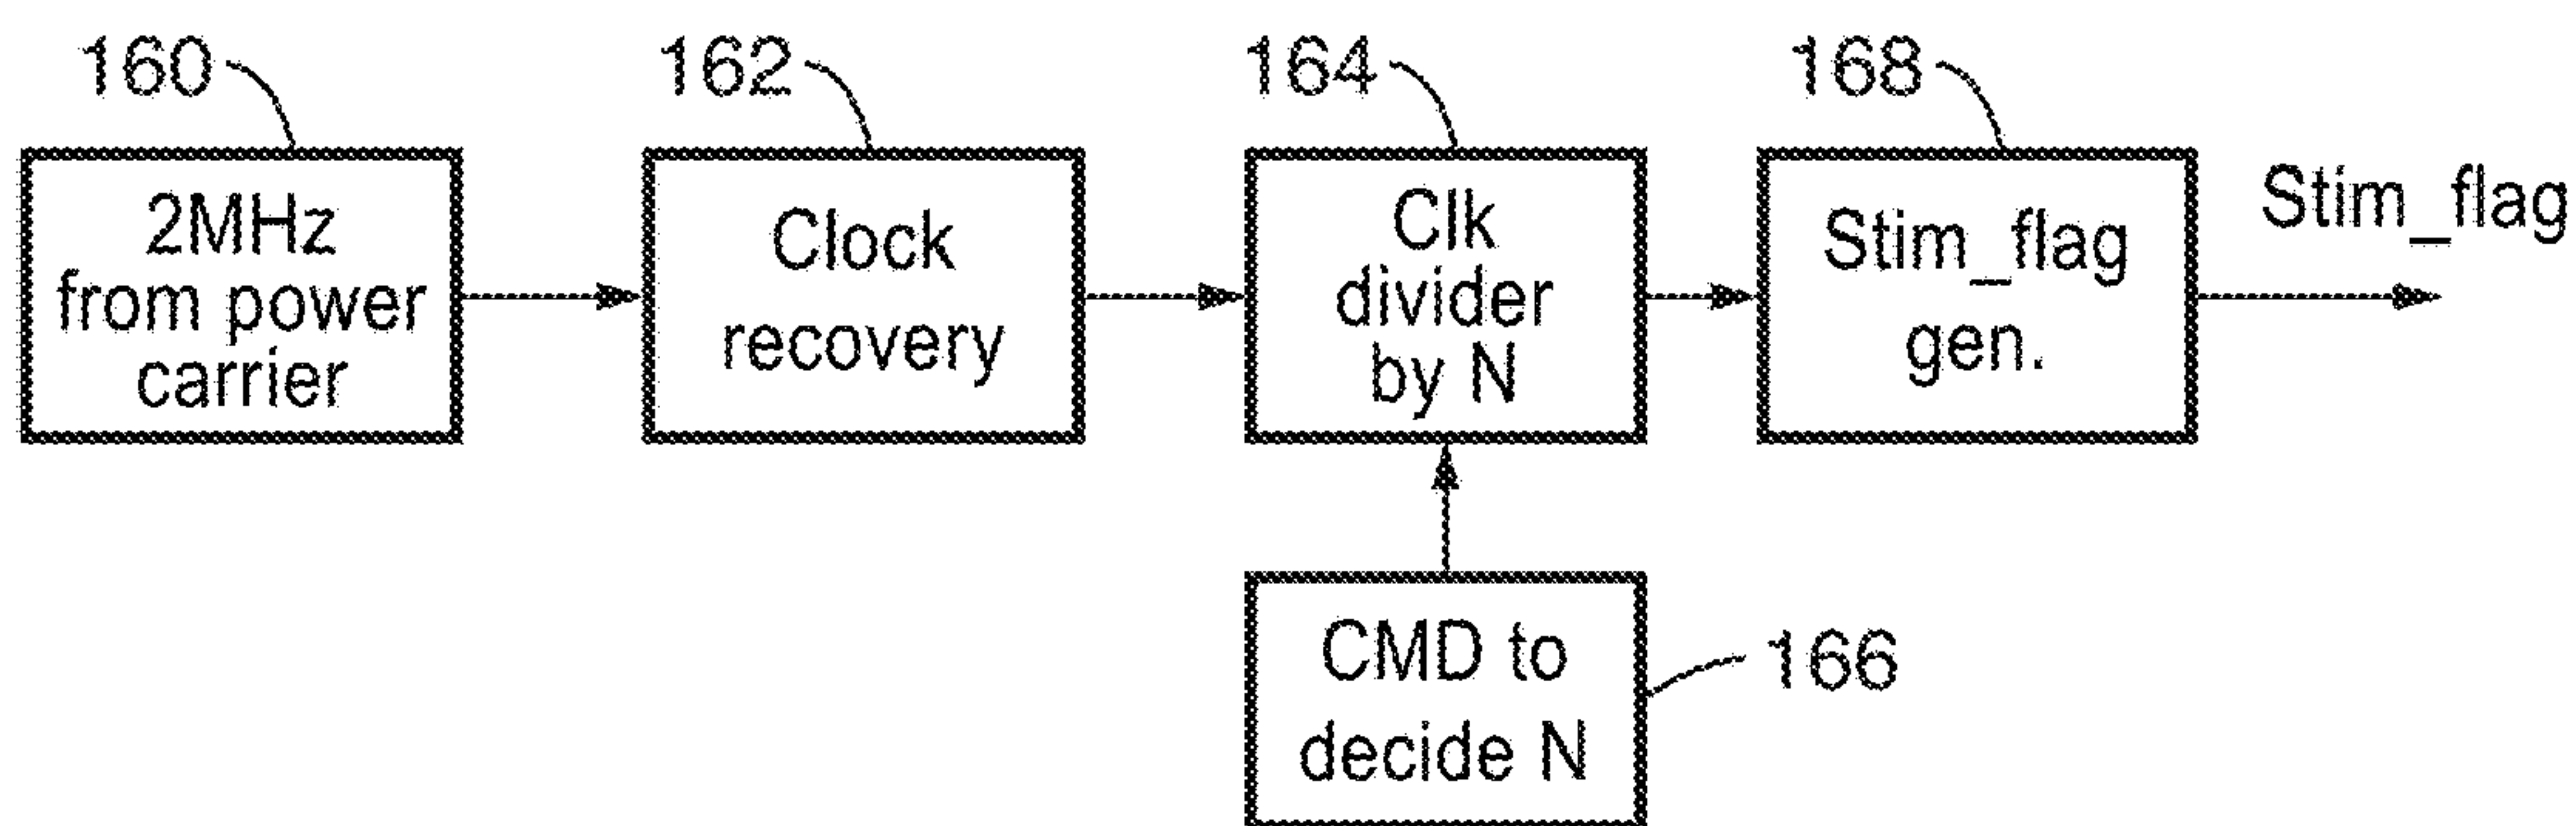 160
162
164
168
2MHz
from power
carrier
Clock
recovery
Clk
divider
by N
Stim_flag
gen.
Stim_flag
CMD to
decide N
166